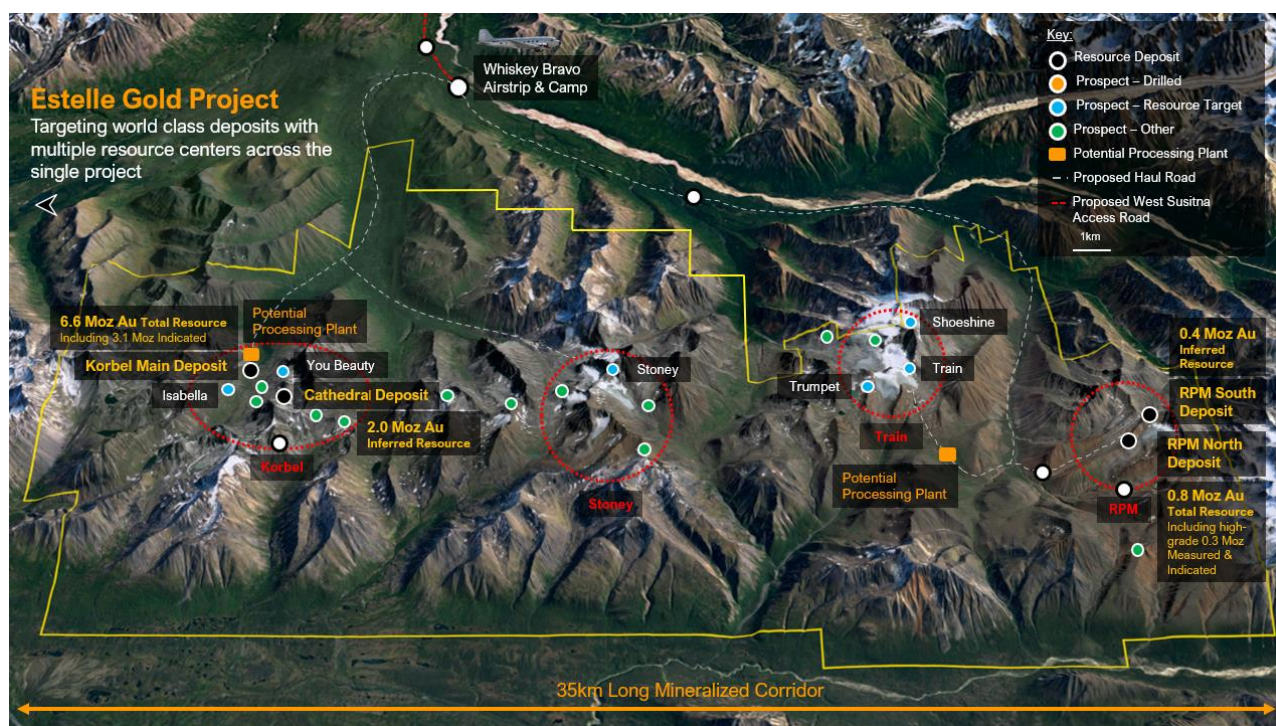 Estelle Gold Project
Targeting world class deposits with
multiple resource centers across the
single project
Whiskey Bravo
Airstrip & Camp
Key:
Resource Deposit
Prospect – Drilled
Prospect – Resource Target
Prospect – Other
Potential Processing Plant
Proposed Haul Road
Proposed West Susitna
Access Road
1km
6.6 Moz Au Total Resource
Including 3.1 Moz Indicated
Potential
Processing Plant
Korbel Main Deposit
You Beauty
Isabella
Cathedral Deposit
2.0 Moz Au
Inferred Resource
Korbel
Stoney
Stoney
Shoeshine
Train
Trumpet
Train
Potential
Processing Plant
0.4 Moz Au
Inferred
Resource
RPM South
Deposit
RPM North
Deposit
RPM
0.8 Moz Au
Total Resource
Including high-
grade 0.3 Moz
Measured &
Indicated
35km Long Mineralized Corridor